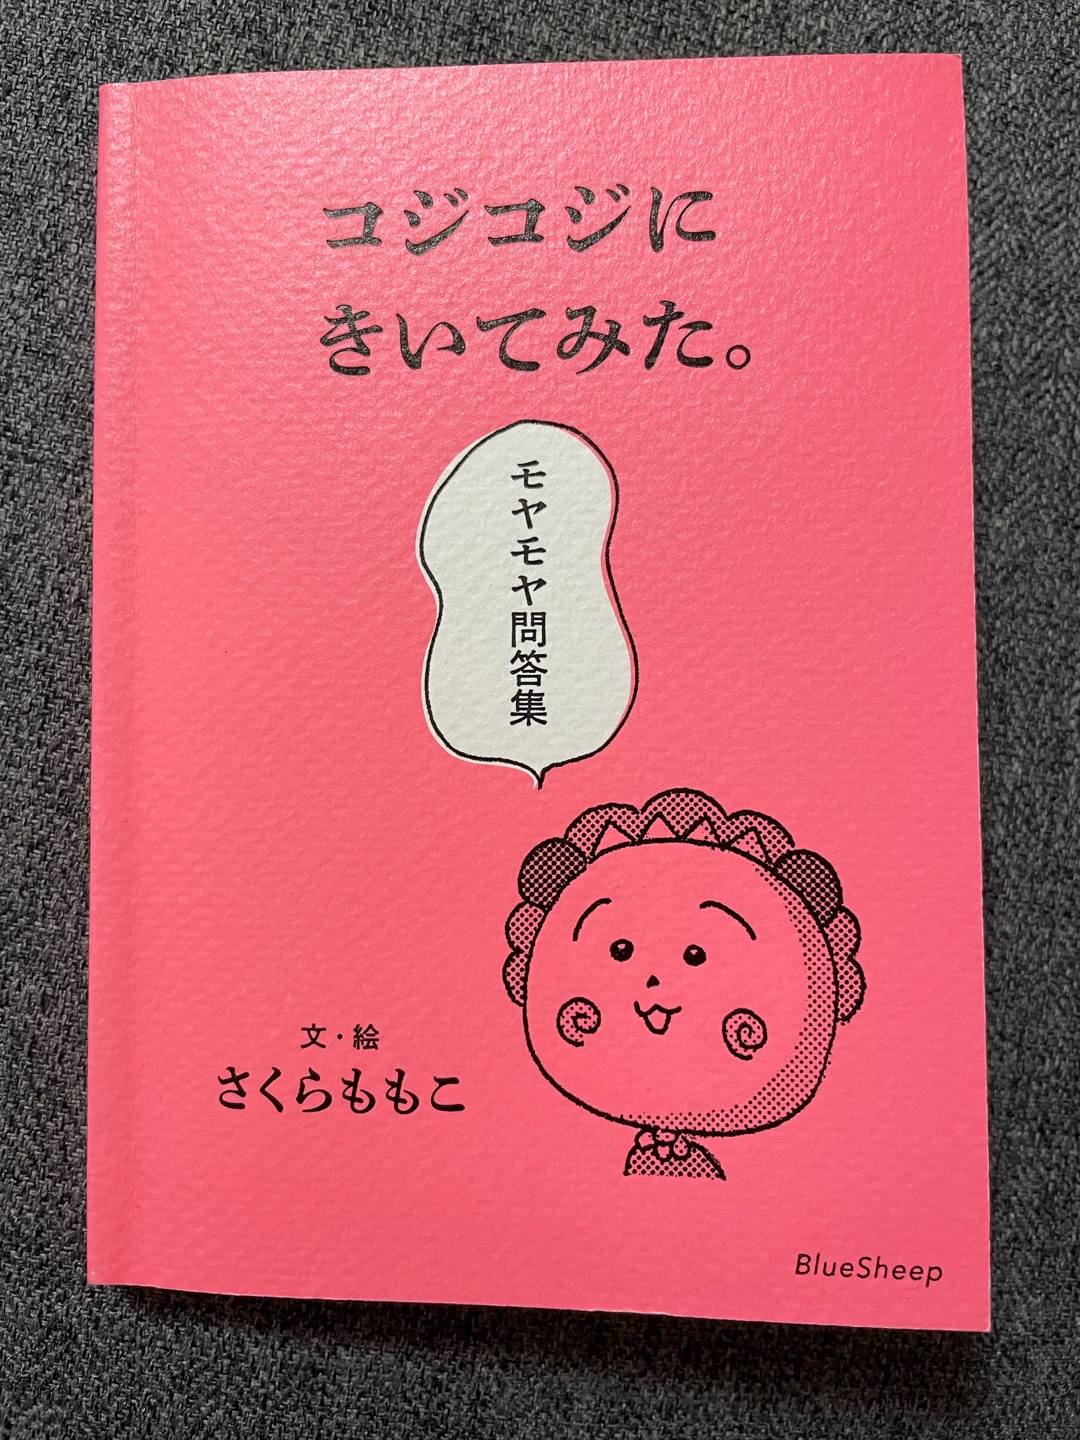 コジコジに
きいてみた。
モヤモヤ問答集
文・絵
さくらももこ
BlueSheep